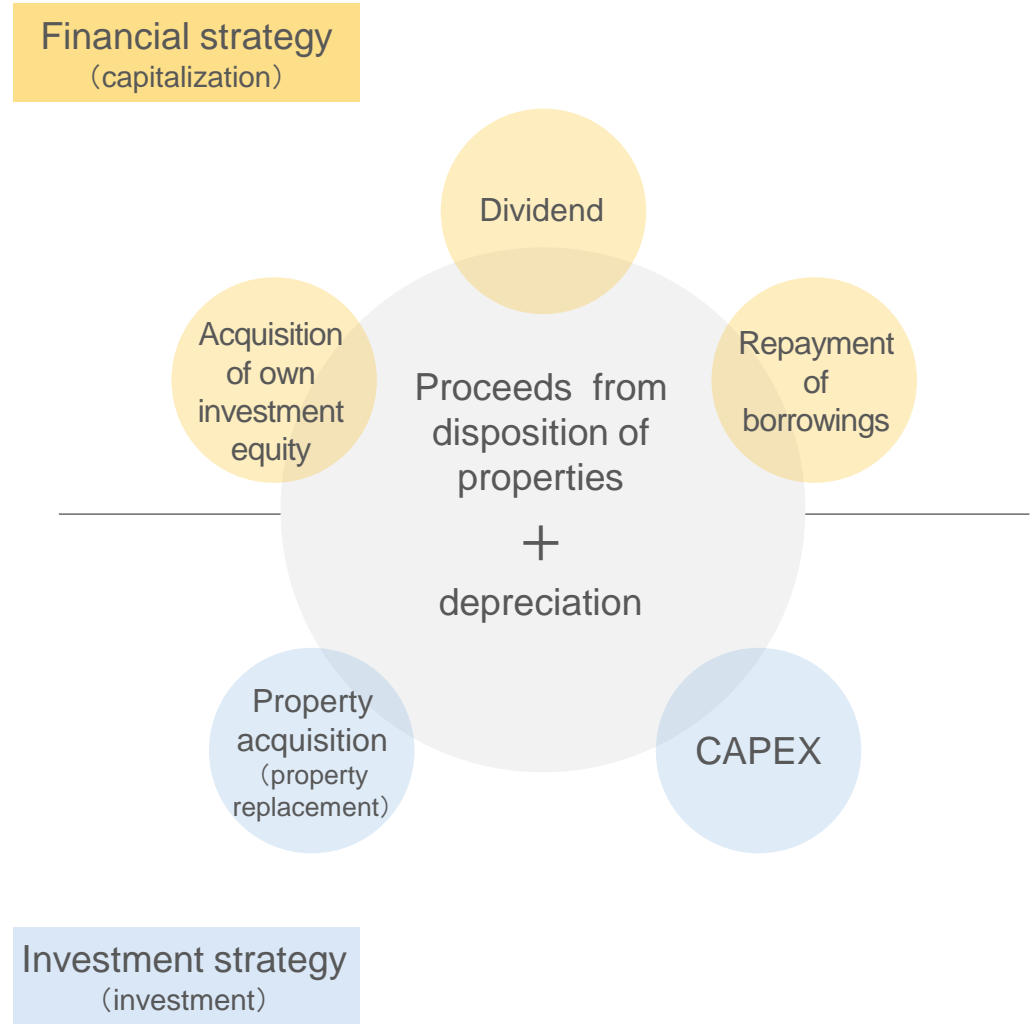 Financial strategy
（capitalization）
Dividend
Acquisition
of own
investment
equity
Repayment
of
borrowings
Proceeds from
disposition of
properties
＋
depreciation
Property
acquisition
（property
replacement）
CAPEX
Investment strategy
（investment）